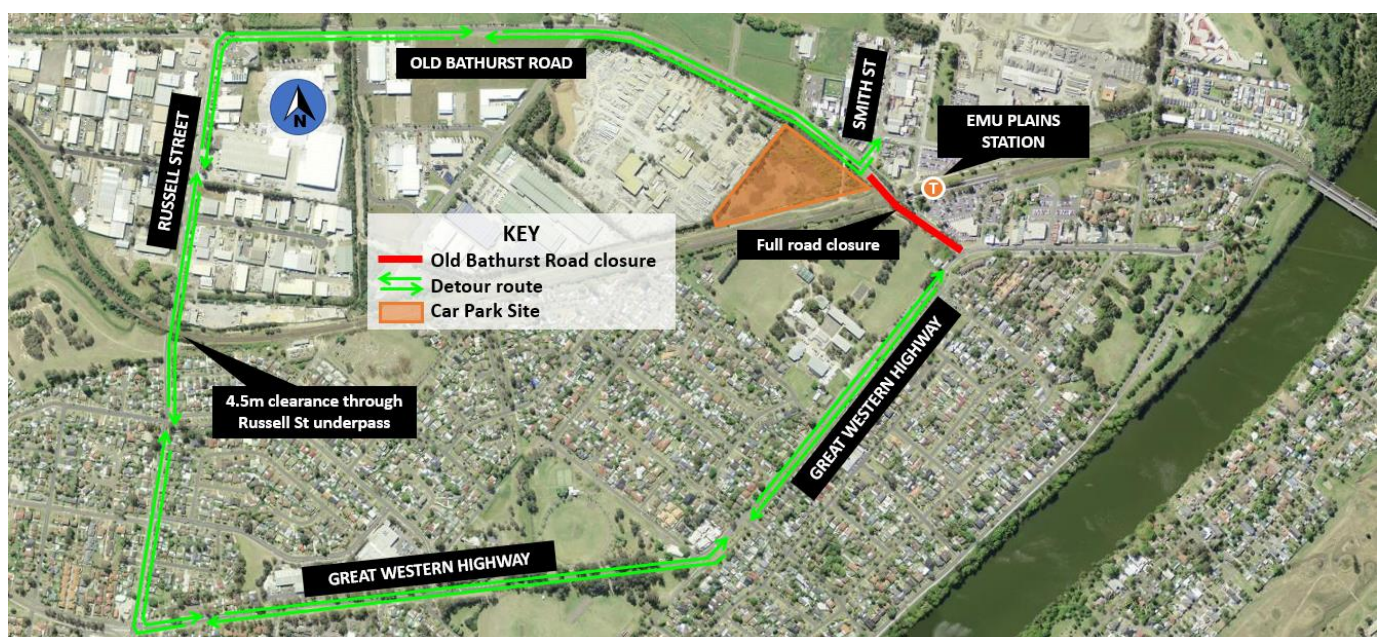 OLD BATHURST ROAD
SMITH ST
EMU PLAINS
STATION
RUSSELL STREET
N
T
KEY
Old Bathurst Road closure
Detour route
Car Park Site
Full road closure
4.5m clearance through
Russell St underpass
GREAT WESTERN HIGHWAY
GREAT WESTERN HIGHWAY